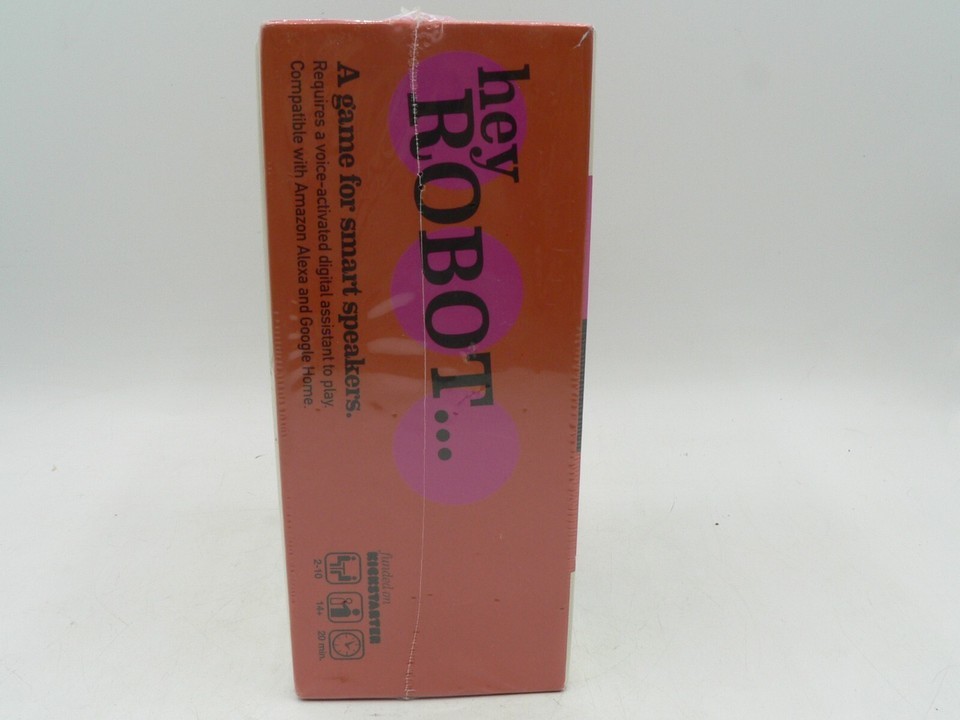 hey
ROBOT...
A game for smart speakers.
Requires a voice-activated digital assistant to play.
Compatible with Amazon Alexa and Google Home.
funded on
KICKSTARTER
2-10
14+
20 min.